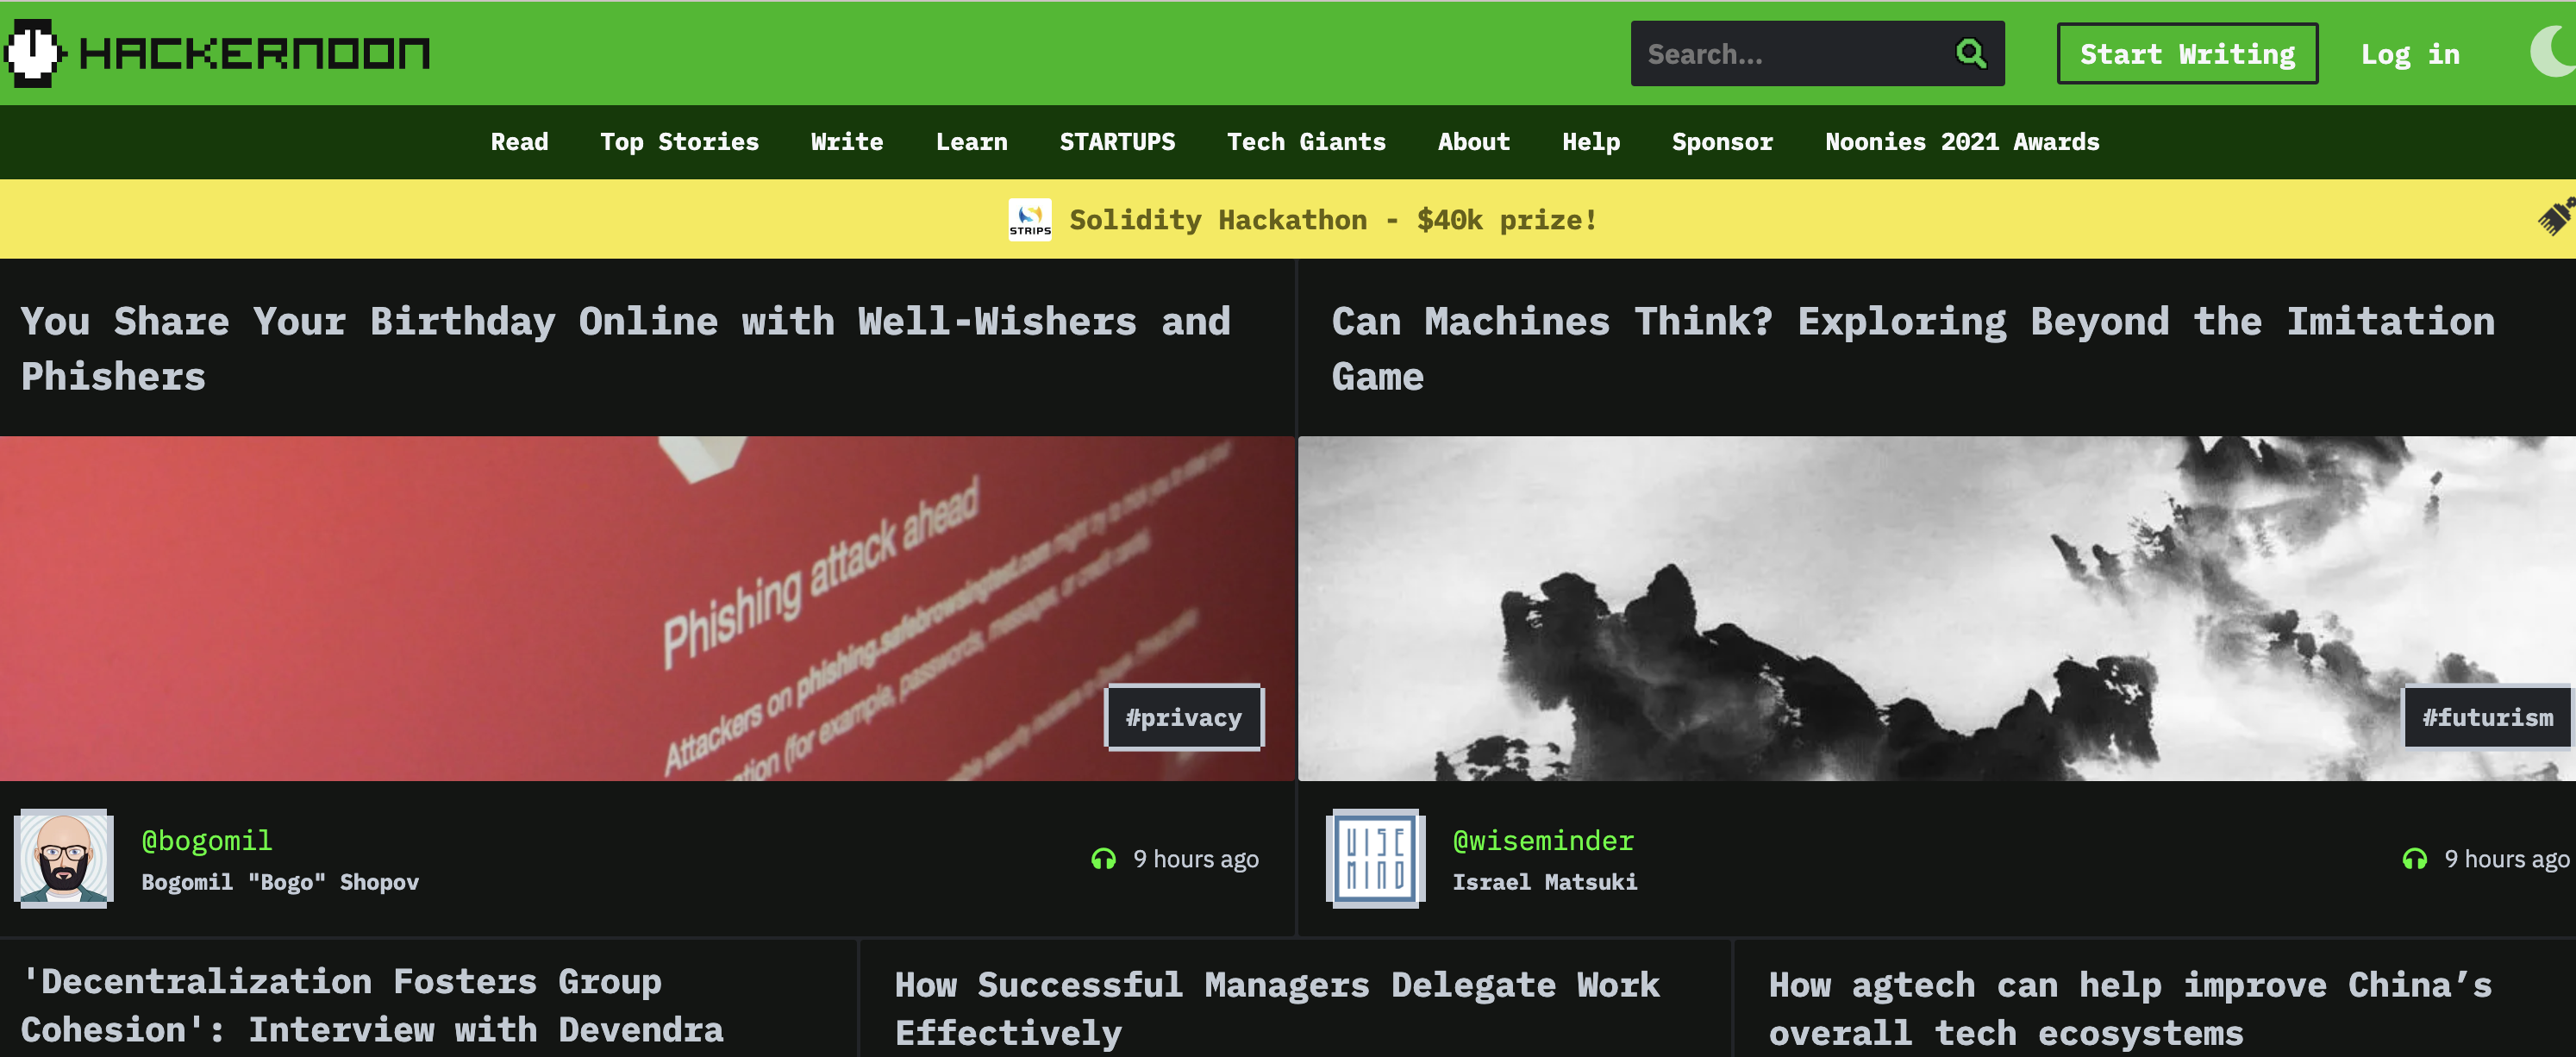 HACKERNOON
Search...
Start Writing
Log in
Read Top Stories Write Learn STARTUPS Tech Giants About Help Sponsor Noonies 2021 Awards
STRIPS
Solidity Hackathon - $40k prize!
You Share Your Birthday Online with Well-Wishers and
Phishers
Phishing attack ahead
Attackers on phishing.safebrowsingtest.com might try to trick you to steal your
(for example, passwords, messages, or credit cards)
#privacy
@bogomil
Bogomil "Bogo" Shopov
9 hours ago
Can Machines Think? Exploring Beyond the Imitation
Game
#futurism
WISE
MIND
@wiseminder
Israel Matsuki
9 hours ago
'Decentralization Fosters Group
Cohesion': Interview with Devendra
How Successful Managers Delegate Work
Effectively
How agtech can help improve China’s
overall tech ecosystems